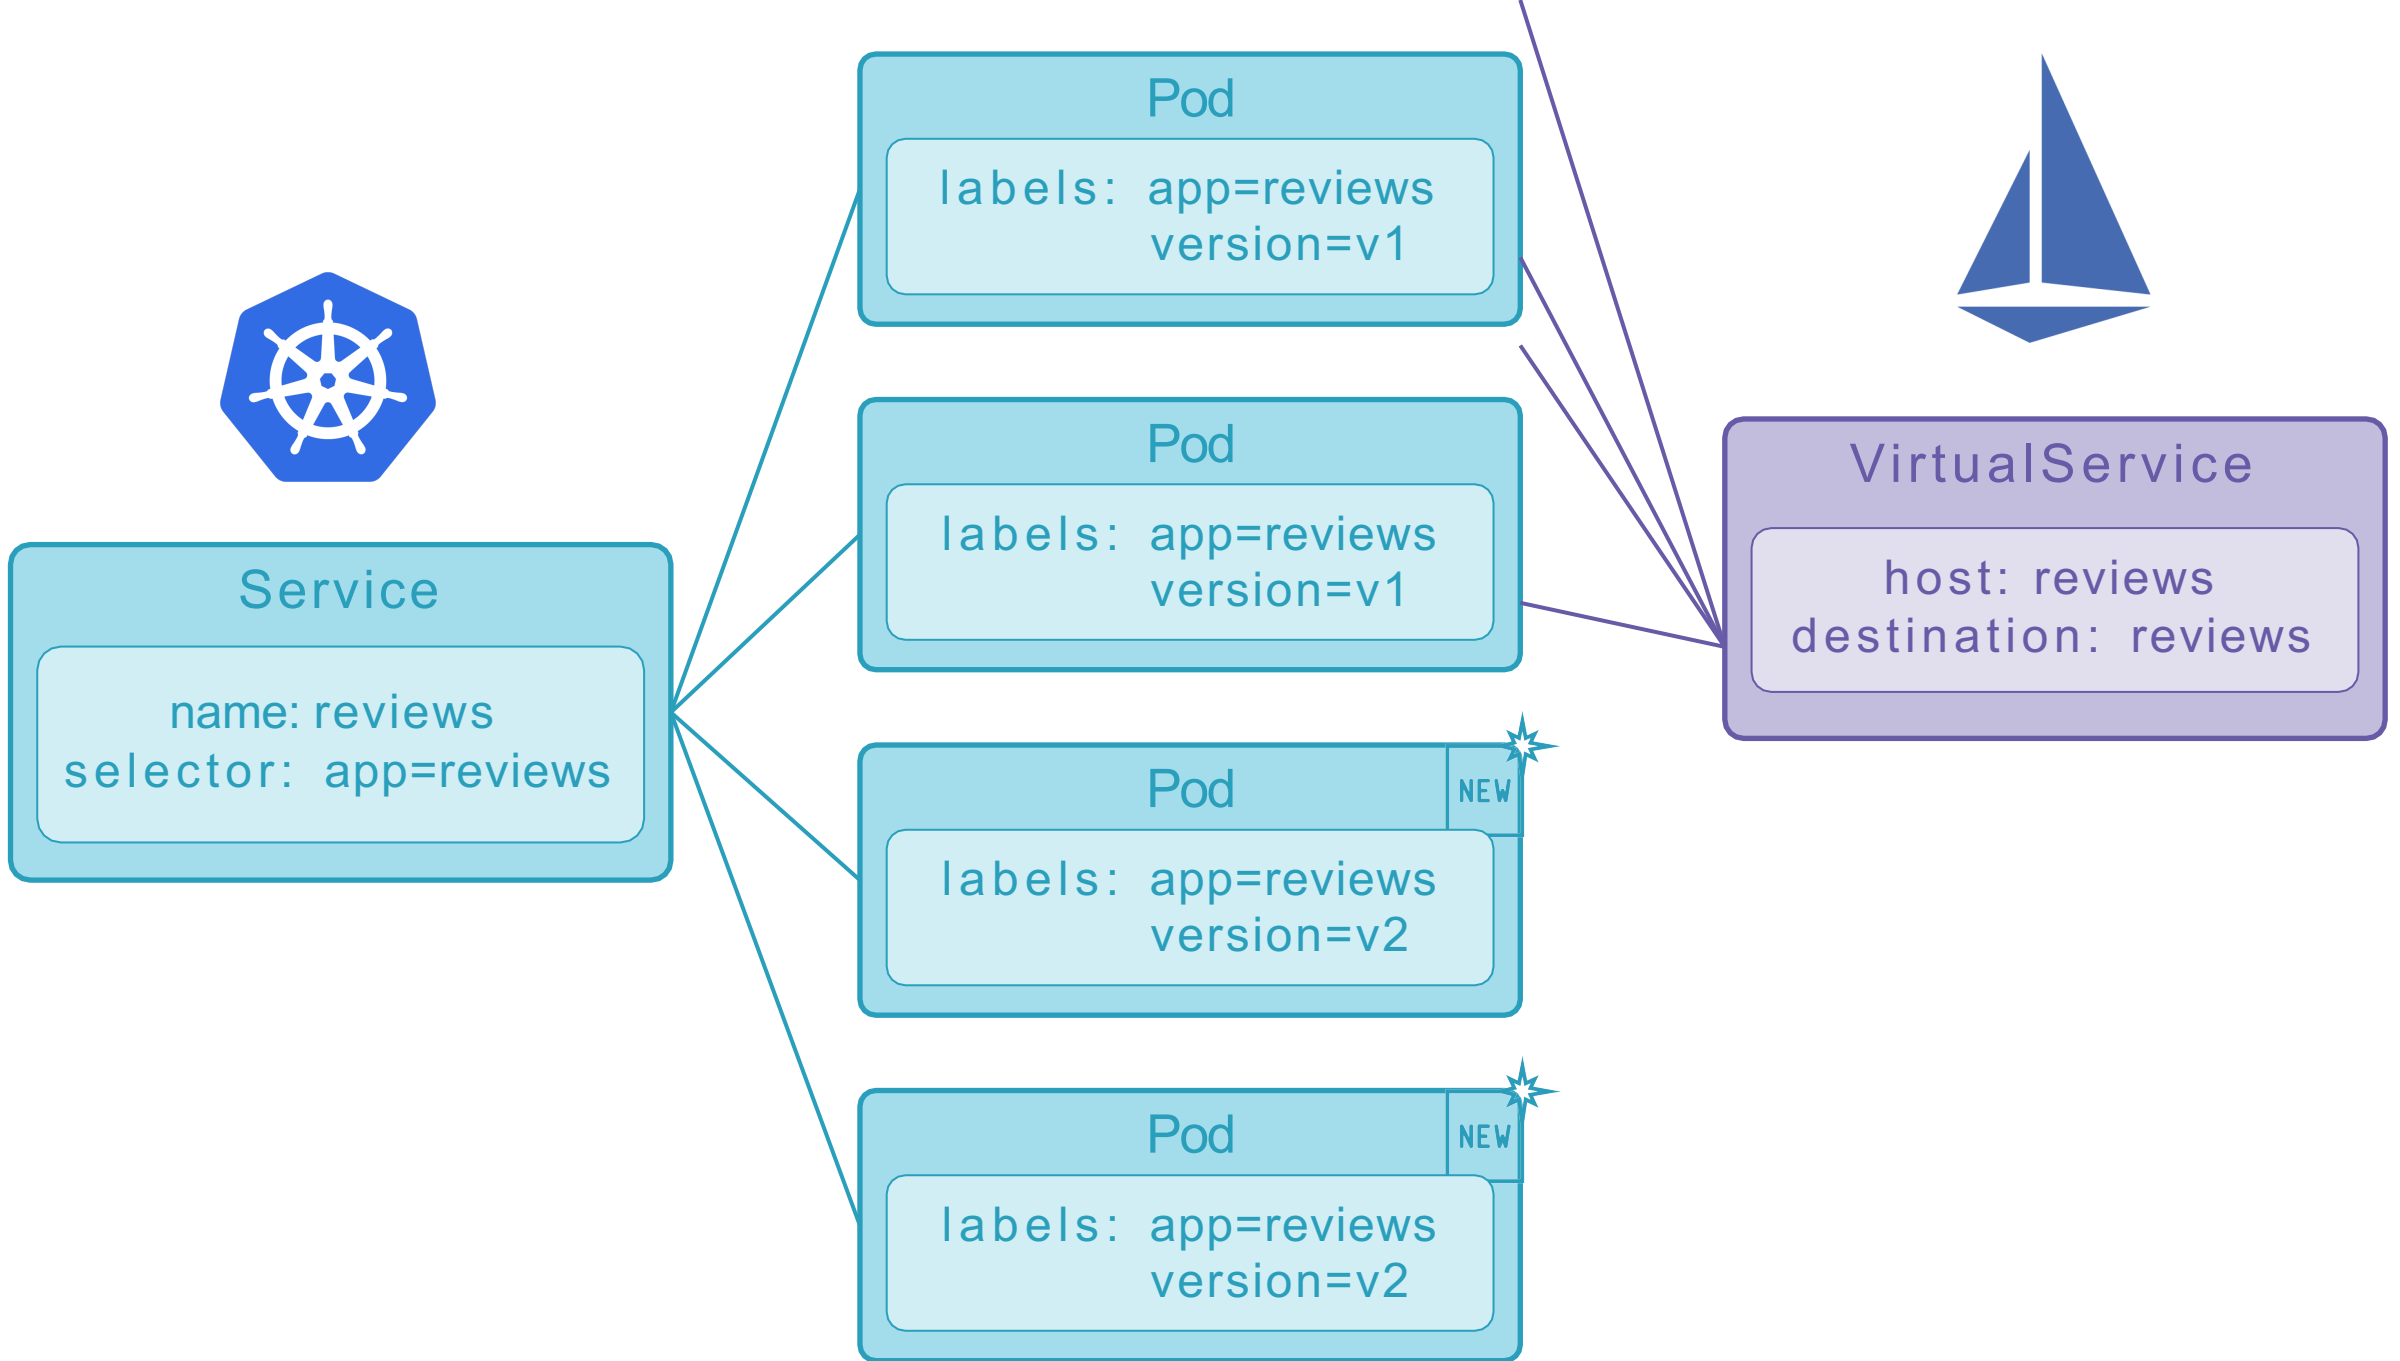 Pod
labels: app=reviews
version=v1
Service
name: reviews
selector: app=reviews
Pod
labels: app=reviews
version=v1
Pod
NEW
labels: app=reviews
version=v2
Pod
NEW
labels: app=reviews
version=v2
VirtualService
host: reviews
destination: reviews